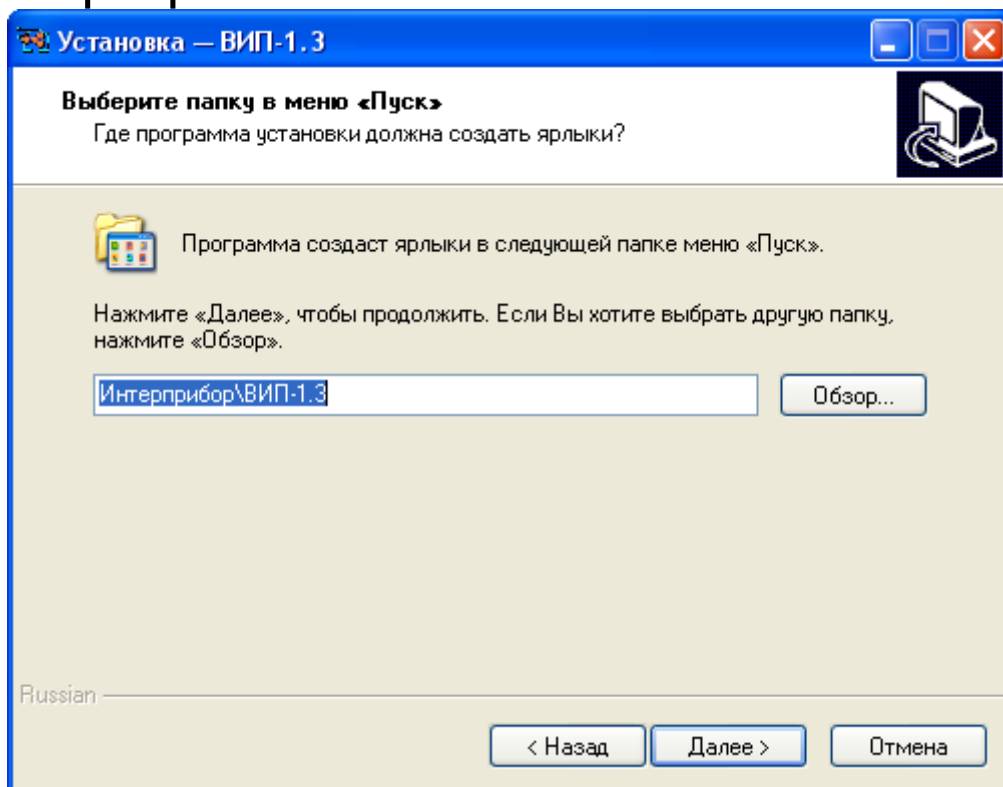 Установка — ВИП-1.3
Выберите папку в меню «Пуск»
Где программа установки должна создать ярлыки?
Программа создаст ярлыки в следующей папке меню «Пуск».
Нажмите «Далее», чтобы продолжить. Если Вы хотите выбрать другую папку,
нажмите «Обзор».
Интерприбор\ВИП-1.3
Обзор...
Russian
< Назад
Далее >
Отмена